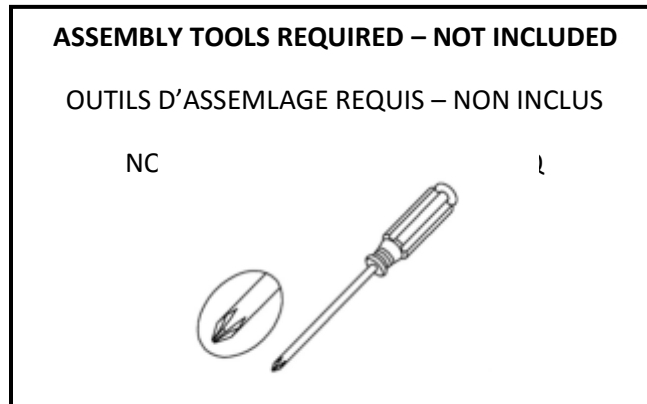 ASSEMBLY TOOLS REQUIRED – NOT INCLUDED
OUTILS D’ASSEMLAGE REQUIS – NON INCLUS